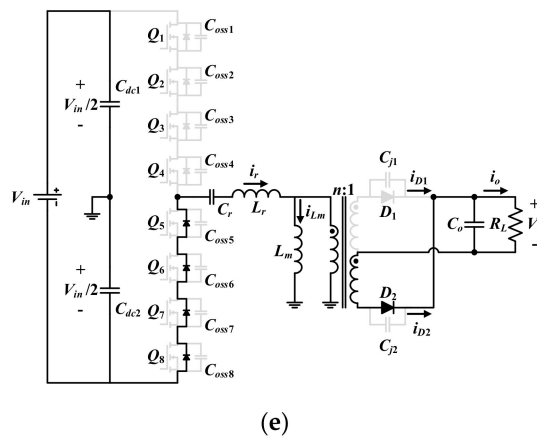 Q1
Coss1
Q2
Coss2
+
Vin/2
-
Cdc1
Q3
Coss3
Q4
Coss4
Vin
+
-
ir
Cr
Lr
iLm
Lm
n:1
Cj1
D1
iD1
io
Co
RL
+
V
-
Q5
Coss5
+
Vin/2
-
Cdc2
Q6
Coss6
Q7
Coss7
Q8
Coss8
D2
Cj2
iD2
(e)